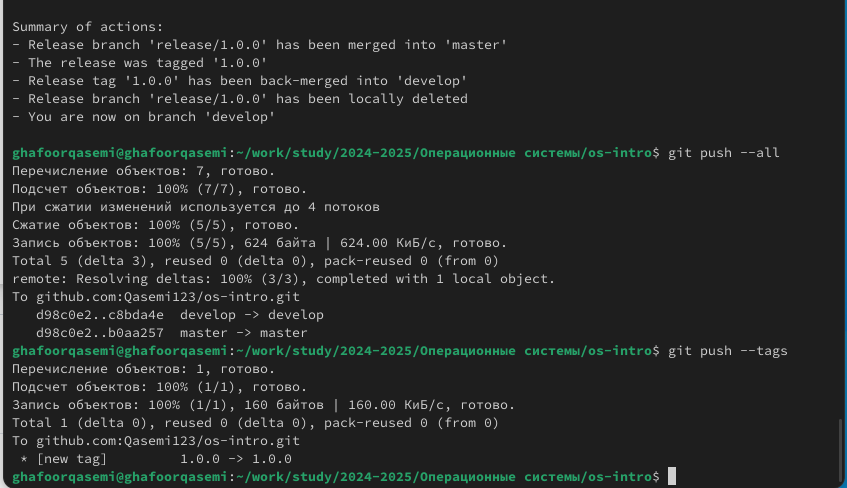 Summary of actions:
- Release branch 'release/1.0.0' has been merged into 'master'
- The release was tagged '1.0.0'
- Release tag '1.0.0' has been back-merged into 'develop'
- Release branch 'release/1.0.0' has been locally deleted
- You are now on branch 'develop'
ghafoorqasemi@ghafoorqasemi:~/work/study/2024-2025/Операционные системы/os-intro$ git push --all
Перечисление объектов: 7, готово.
Подсчет объектов: 100% (7/7), готово.
При сжатии изменений используется до 4 потоков
Сжатие объектов: 100% (5/5), готово.
Запись объектов: 100% (5/5), 624 байта | 624.00 КиБ/с, готово.
Total 5 (delta 3), reused 0 (delta 0), pack-reused 0 (from 0)
remote: Resolving deltas: 100% (3/3), completed with 1 local object.
To github.com:Qasemi123/os-intro.git
   d98c0e2..c8bda4e  develop -> develop
   d98c0e2..b0aa257  master -> master
ghafoorqasemi@ghafoorqasemi:~/work/study/2024-2025/Операционные системы/os-intro$ git push --tags
Перечисление объектов: 1, готово.
Подсчет объектов: 100% (1/1), готово.
Запись объектов: 100% (1/1), 160 байтов | 160.00 КиБ/с, готово.
Total 1 (delta 0), reused 0 (delta 0), pack-reused 0 (from 0)
To github.com:Qasemi123/os-intro.git
 * [new tag]         1.0.0 -> 1.0.0
ghafoorqasemi@ghafoorqasemi:~/work/study/2024-2025/Операционные системы/os-intro$